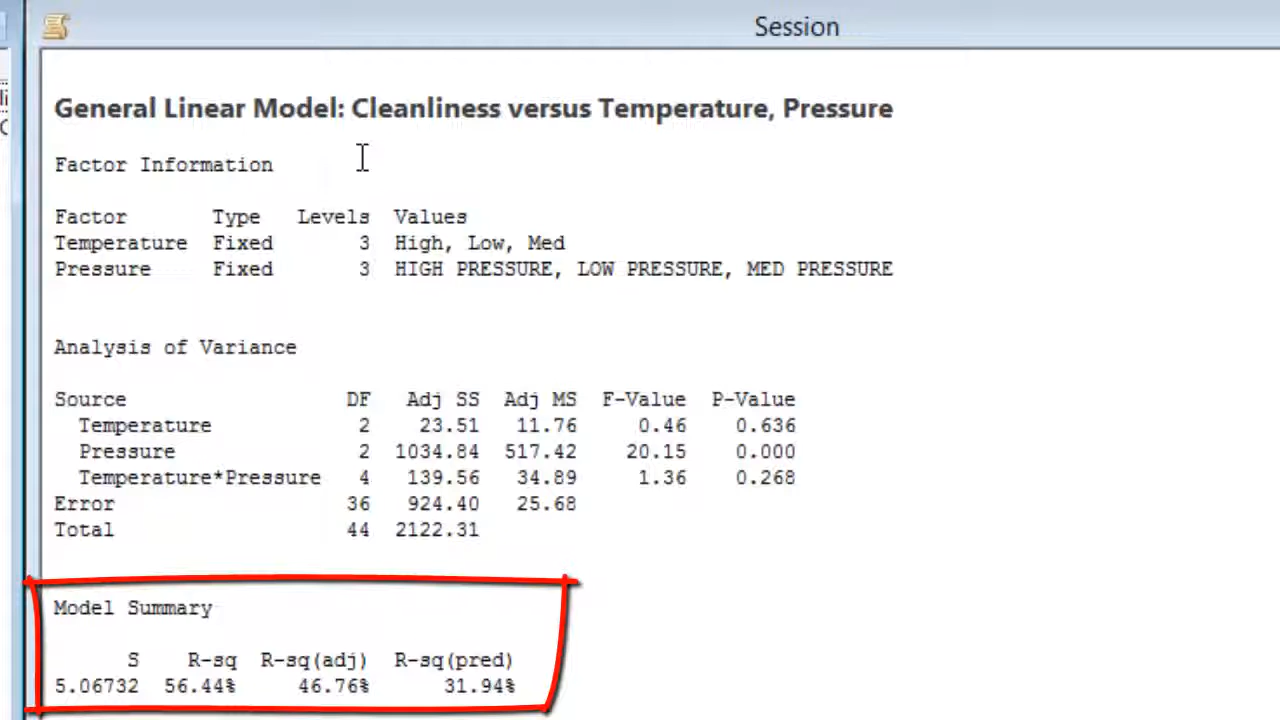 Session
General Linear Model: Cleanliness versus Temperature, Pressure
Factor Information
Factor Type Levels Values
Temperature Fixed 3 High, Low, Med
Pressure Fixed 3 HIGH PRESSURE, LOW PRESSURE, MED PRESSURE
Analysis of Variance
Source DF Adj SS Adj MS F-Value P-Value
Temperature 2 23.51 11.76 0.46 0.636
Pressure 2 1034.84 517.42 20.15 0.000
Temperature*Pressure 4 139.56 34.89 1.36 0.268
Error 36 924.40 25.68
Total 44 2122.31
Model Summary
S R-sq R-sq(adj) R-sq(pred)
5.06732 56.44% 46.76% 31.94%